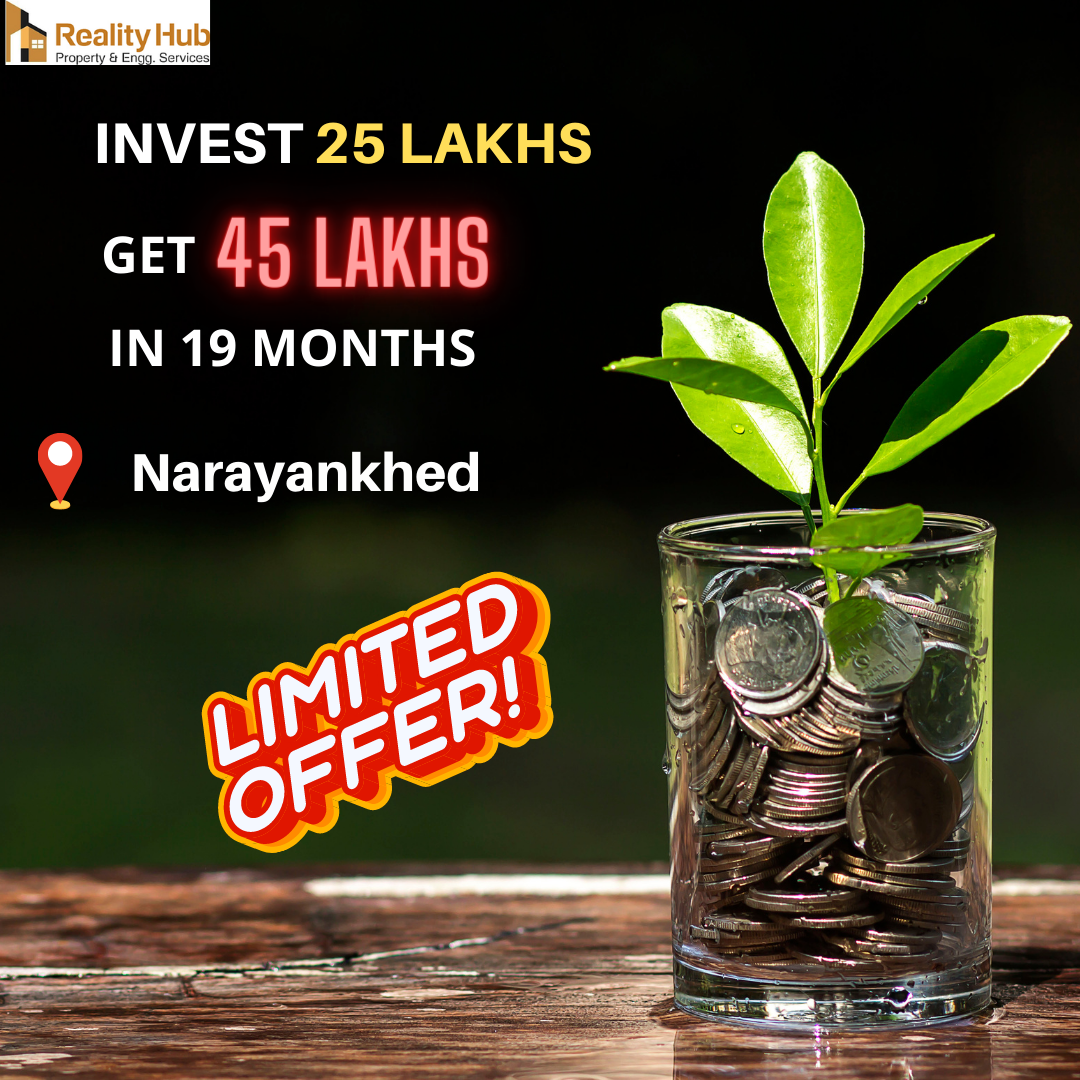 Reality Hub
Property & Engg. Services
INVEST 25 LAKHS
GET 45 LAKHS
IN 19 MONTHS
Narayankhed
LIMITED
OFFER!